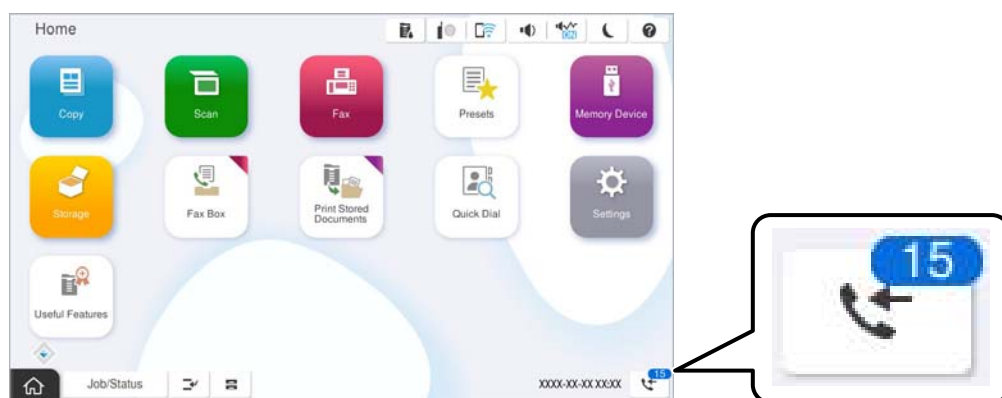 Home
ON
Copy
Scan
Fax
Presets
Memory Device
Storage
Fax Box
Print Stored
Documents
Quick Dial
Settings
Useful Features
Job/Status
XXXX-XX-XX XX:XX
15
15